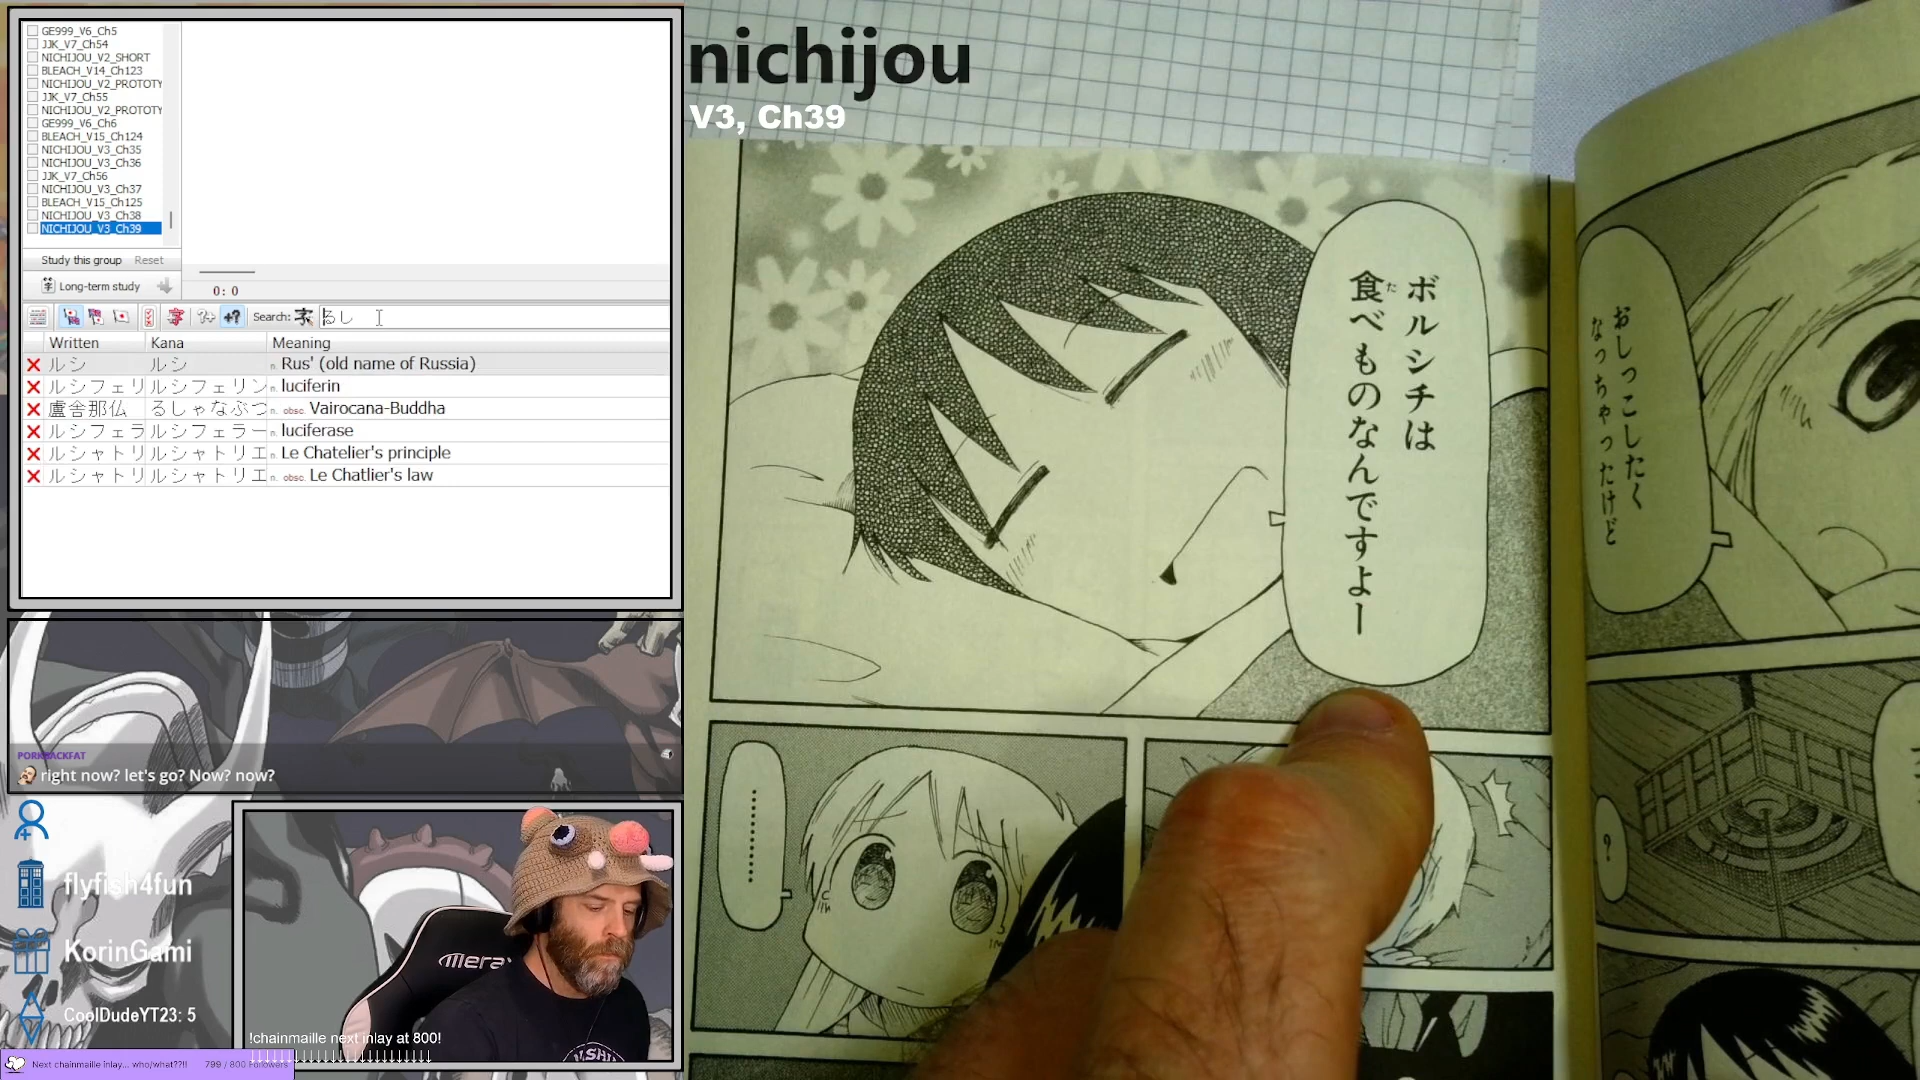 GE999_V6_Ch5
JJK_V7_Ch54
NICHIJOU_V2_SHORT
BLEACH_V14_Ch123
NICHIJOU_V2_PROTOTY
JJK_V7_Ch55
NICHIJOU_V2_PROTOTY
GE999_V6_Ch6
BLEACH_V15_Ch124
NICHIJOU_V3_Ch35
NICHIJOU_V3_Ch36
JJK_V7_Ch56
NICHIJOU_V3_Ch37
BLEACH_V15_Ch125
NICHIJOU_V3_Ch38
NICHIJOU_V3_Ch39
Study this group Reset
Long-term study
0: 0
Search: るし
Written Kana Meaning
ルシ ルシ n. Rus' (old name of Russia)
ルシフェリ ルシフェリン n. luciferin
盧舎那仏 るしゃなぶつ n. obsc. Vairocana-Buddha
ルシフェラ ルシフェラー n. luciferase
ルシャトリ ルシャトリエ n. Le Chatelier's principle
ルシャトリ ルシャトリエ n. obsc. Le Chatlier's law
PORKBACKFAT
right now? let's go? Now? now?
flyfish4fun
KorinGami
CoolDudeYT23: 5
Next chainmaille inlay... who/what??!! 799 / 800 Followers
!chainmaille next inlay at 800!
nichijou
V3, Ch39
おしっこしたく
なっちゃったけど
?
ボルシチは
食べものなんですよー
た
………